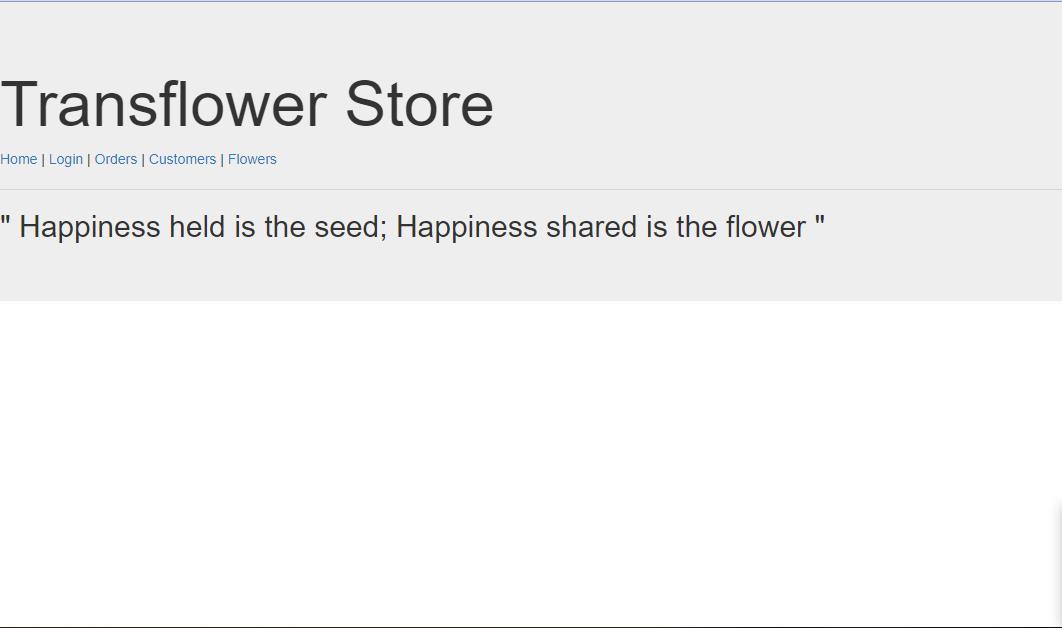 Transflower Store
Home | Login | Orders | Customers | Flowers
" Happiness held is the seed; Happiness shared is the flower "